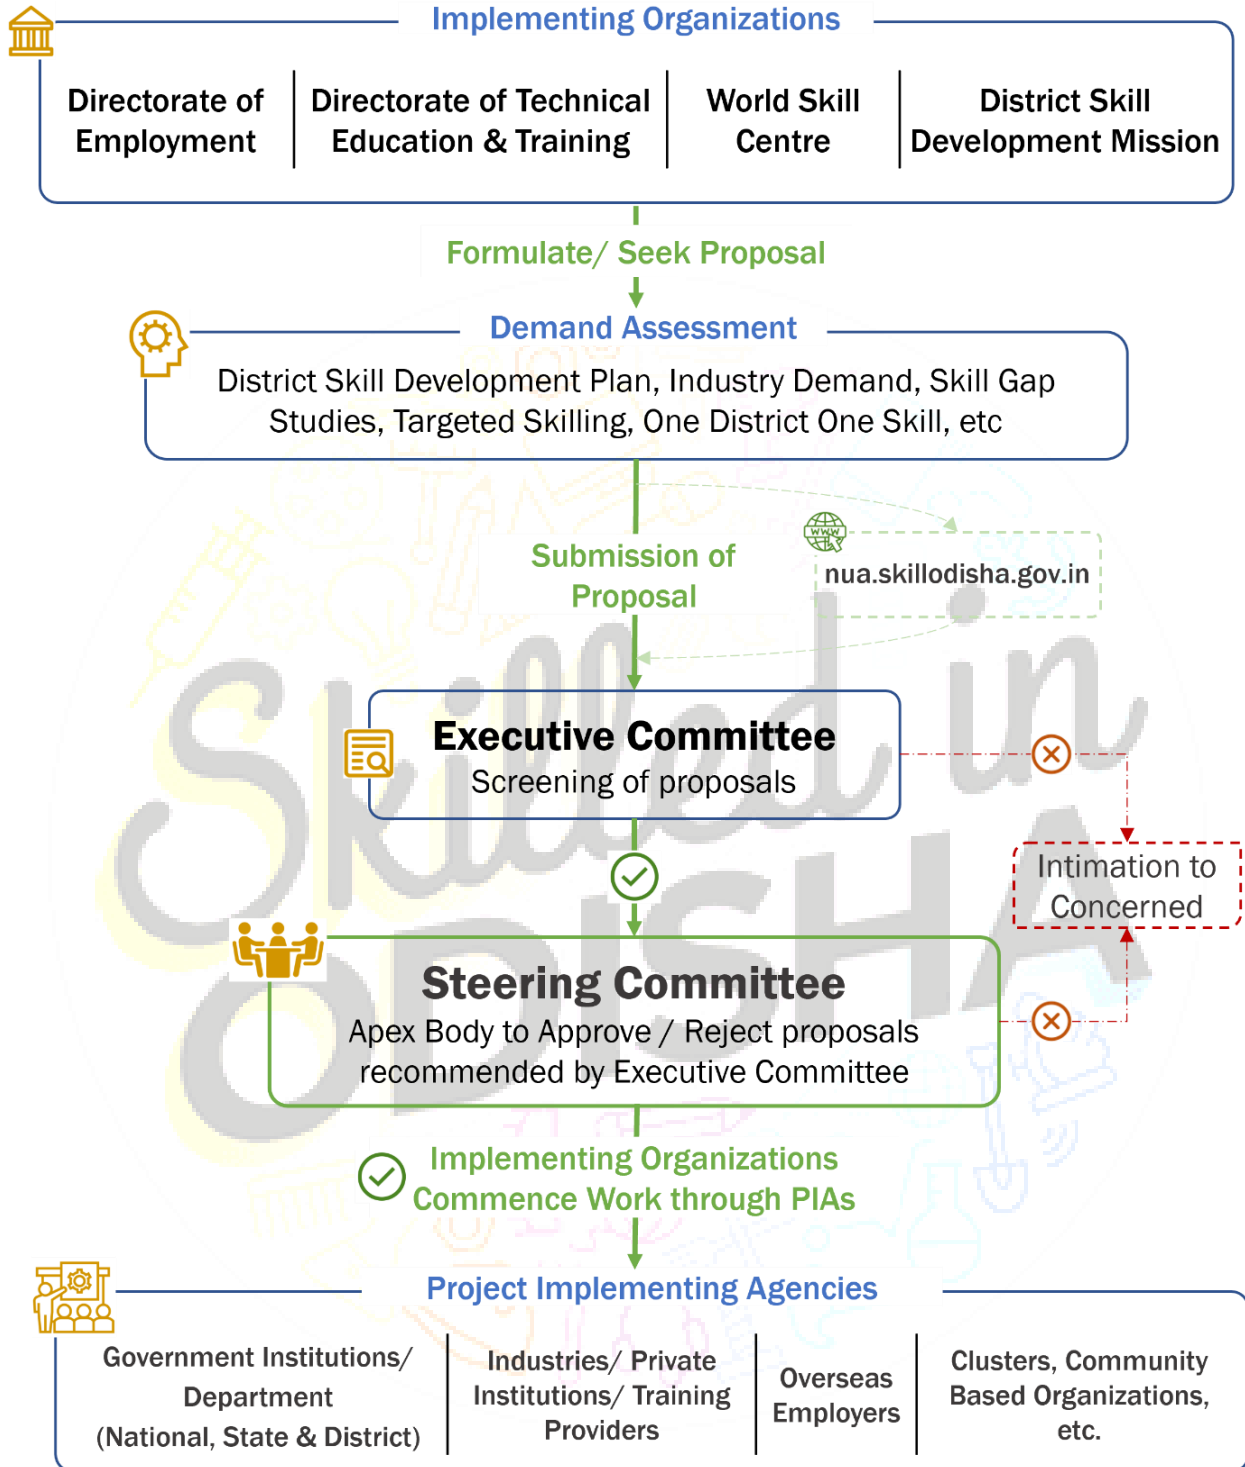 Implementing Organizations
Directorate of
Employment
Directorate of Technical
Education & Training
World Skill
Centre
District Skill
Development Mission
Formulate/ Seek Proposal
Demand Assessment
District Skill Development Plan, Industry Demand, Skill Gap
Studies, Targeted Skilling, One District One Skill, etc
Submission of
Proposal
www
nua.skillodisha.gov.in
Executive Committee
Screening of proposals
Intimation to
Concerned
Steering Committee
Apex Body to Approve / Reject proposals
recommended by Executive Committee
Implementing Organizations
Commence Work through PIAs
Project Implementing Agencies
Government Institutions/
Department
(National, State & District)
Industries/ Private
Institutions/ Training
Providers
Overseas
Employers
Clusters, Community
Based Organizations,
etc.
Skilled in
ODISHA